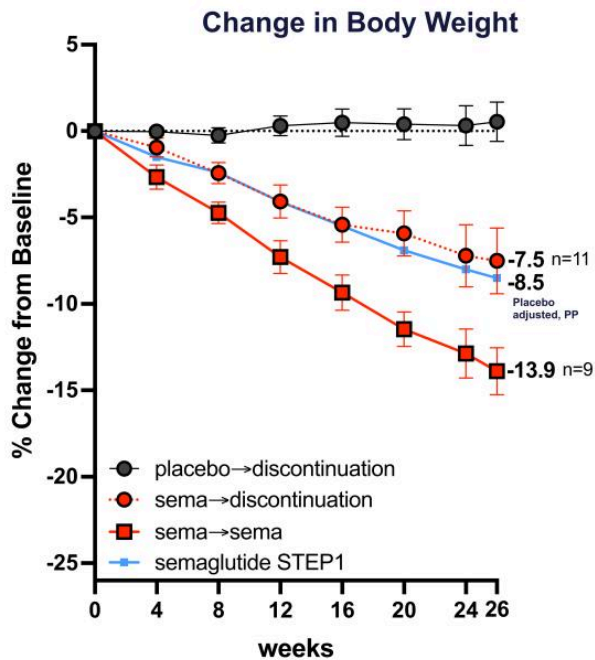 Change in Body Weight
% Change from Baseline
5
0
-5
-10
-15
-20
-25
-7.5 n=11
-8.5
Placebo
adjusted, PP
-13.9 n=9
placebo→discontinuation
sema→discontinuation
sema→sema
semaglutide STEP1
0 4 8 12 16 20 24 26
weeks